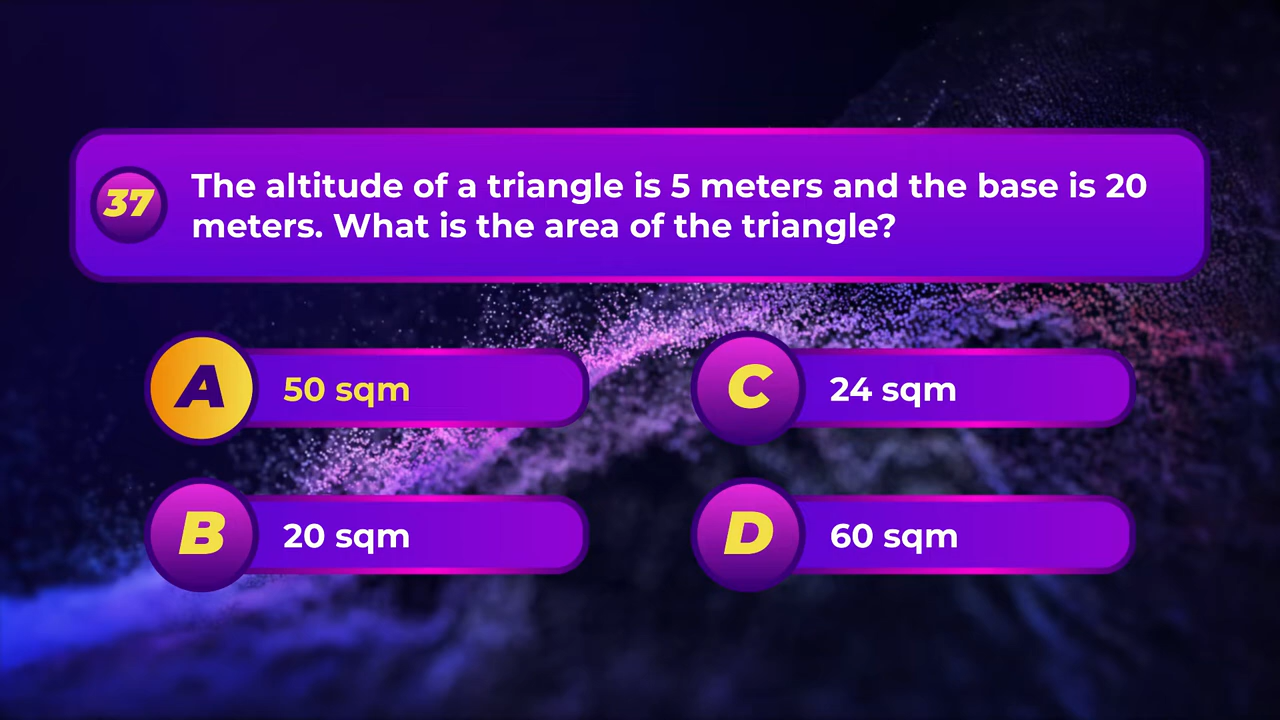 37
The altitude of a triangle is 5 meters and the base is 20
meters. What is the area of the triangle?
A
50 sqm
B
20 sqm
C
24 sqm
D
60 sqm